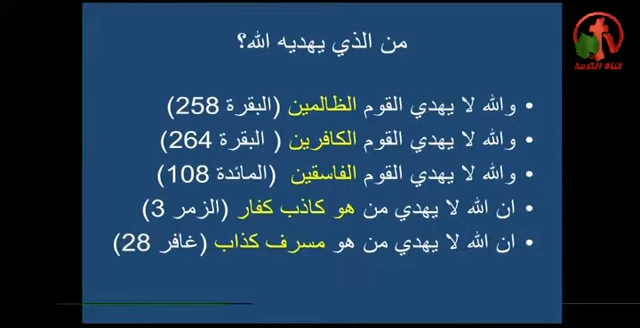 من الذي يهديه الله؟
قناة الكرمة
• والله لا يهدي القوم الظالمين (البقرة 258)
• والله لا يهدي القوم الكافرين ( البقرة 264)
• والله لا يهدي القوم الفاسقين (المائدة 108)
• ان الله لا يهدي من هو كاذب كفار (الزمر 3)
• ان الله لا يهدي من هو مسرف كذاب (غافر 28)